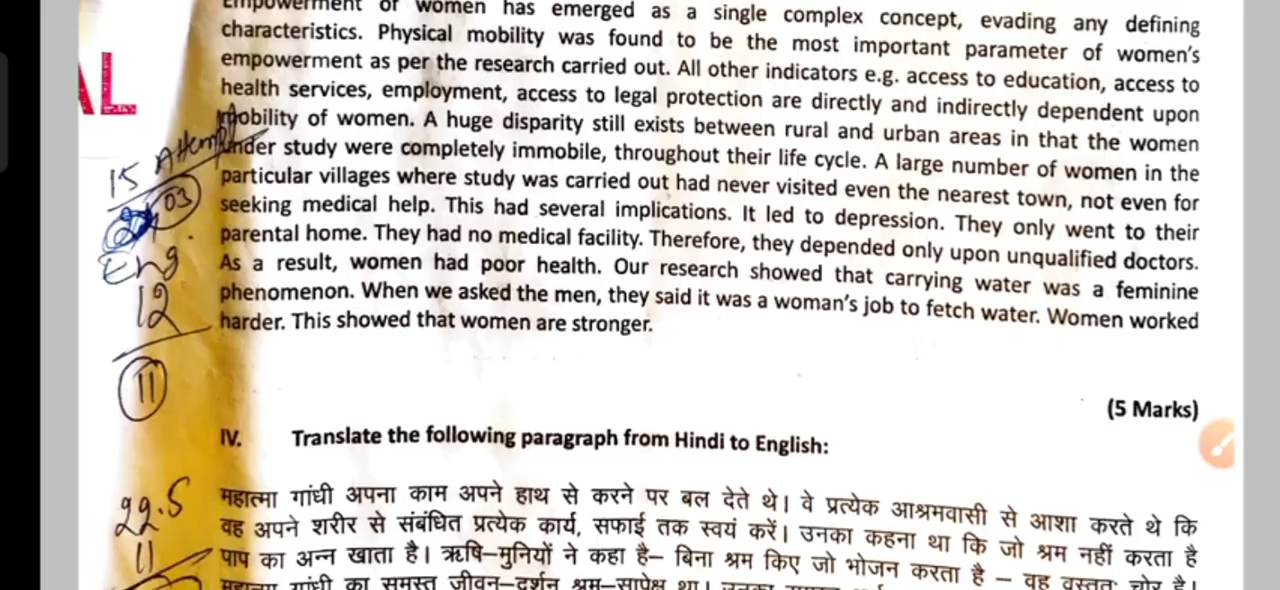 Empowerment of women has emerged as a single complex concept, evading any defining
characteristics. Physical mobility was found to be the most important parameter of women's
empowerment as per the research carried out. All other indicators e.g. access to education, access to
health services, employment, access to legal protection are directly and indirectly dependent upon
mobility of women. A huge disparity still exists between rural and urban areas in that the women
under study were completely immobile, throughout their life cycle. A large number of women in the
particular villages where study was carried out had never visited even the nearest town, not even for
seeking medical help. This had several implications. It led to depression. They only went to their
parental home. They had no medical facility. Therefore, they depended only upon unqualified doctors.
As a result, women had poor health. Our research showed that carrying water was a feminine
phenomenon. When we asked the men, they said it was a woman's job to fetch water. Women worked
harder. This showed that women are stronger.
AL
15 Attempt
03
Eng.
12
11
(5 Marks)
IV. Translate the following paragraph from Hindi to English:
22.5
11
महात्मा गांधी अपना काम अपने हाथ से करने पर बल देते थे। वे प्रत्येक आश्रमवासी से आशा करते थे कि
वह अपने शरीर से संबंधित प्रत्येक कार्य, सफाई तक स्वयं करें। उनका कहना था कि जो श्रम नहीं करता है
पाप का अन्न खाता है। ऋषि–मुनियों ने कहा है– बिना श्रम किए जो भोजन करता है – वह वस्तुतः चोर है।
महात्मा गांधी का समस्त जीवन–दर्शन श्रम–सापेक्ष था। उनका